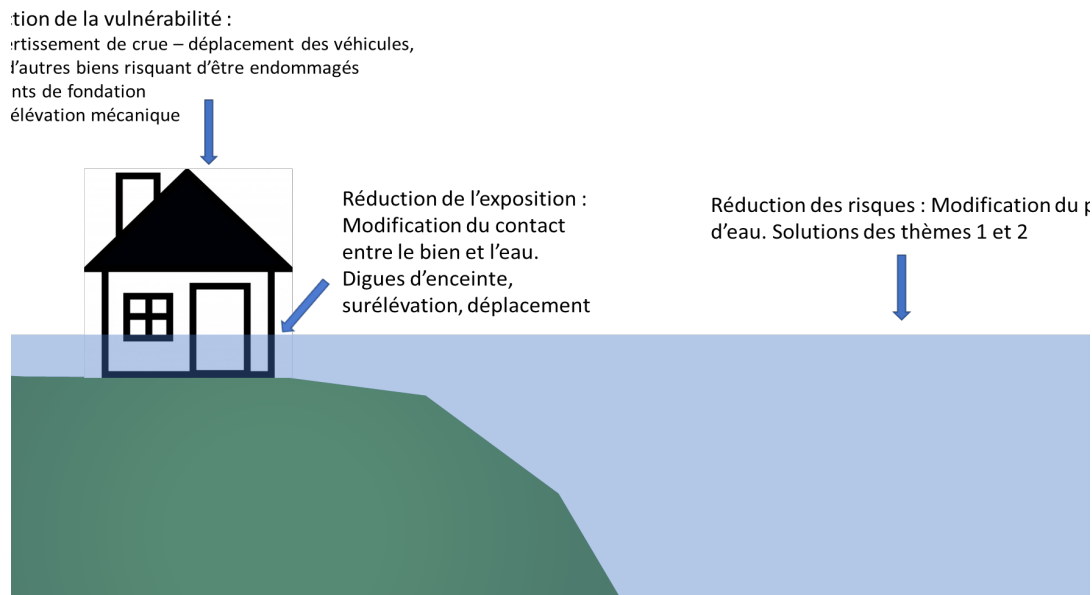 ction de la vulnérabilité :
ertissement de crue – déplacement des véhicules,
d'autres biens risquant d'être endommagés
nts de fondation
élévation mécanique
Réduction de l'exposition :
Modification du contact
entre le bien et l'eau.
Digues d'enceinte,
surélévation, déplacement
Réduction des risques : Modification du p
d'eau. Solutions des thèmes 1 et 2